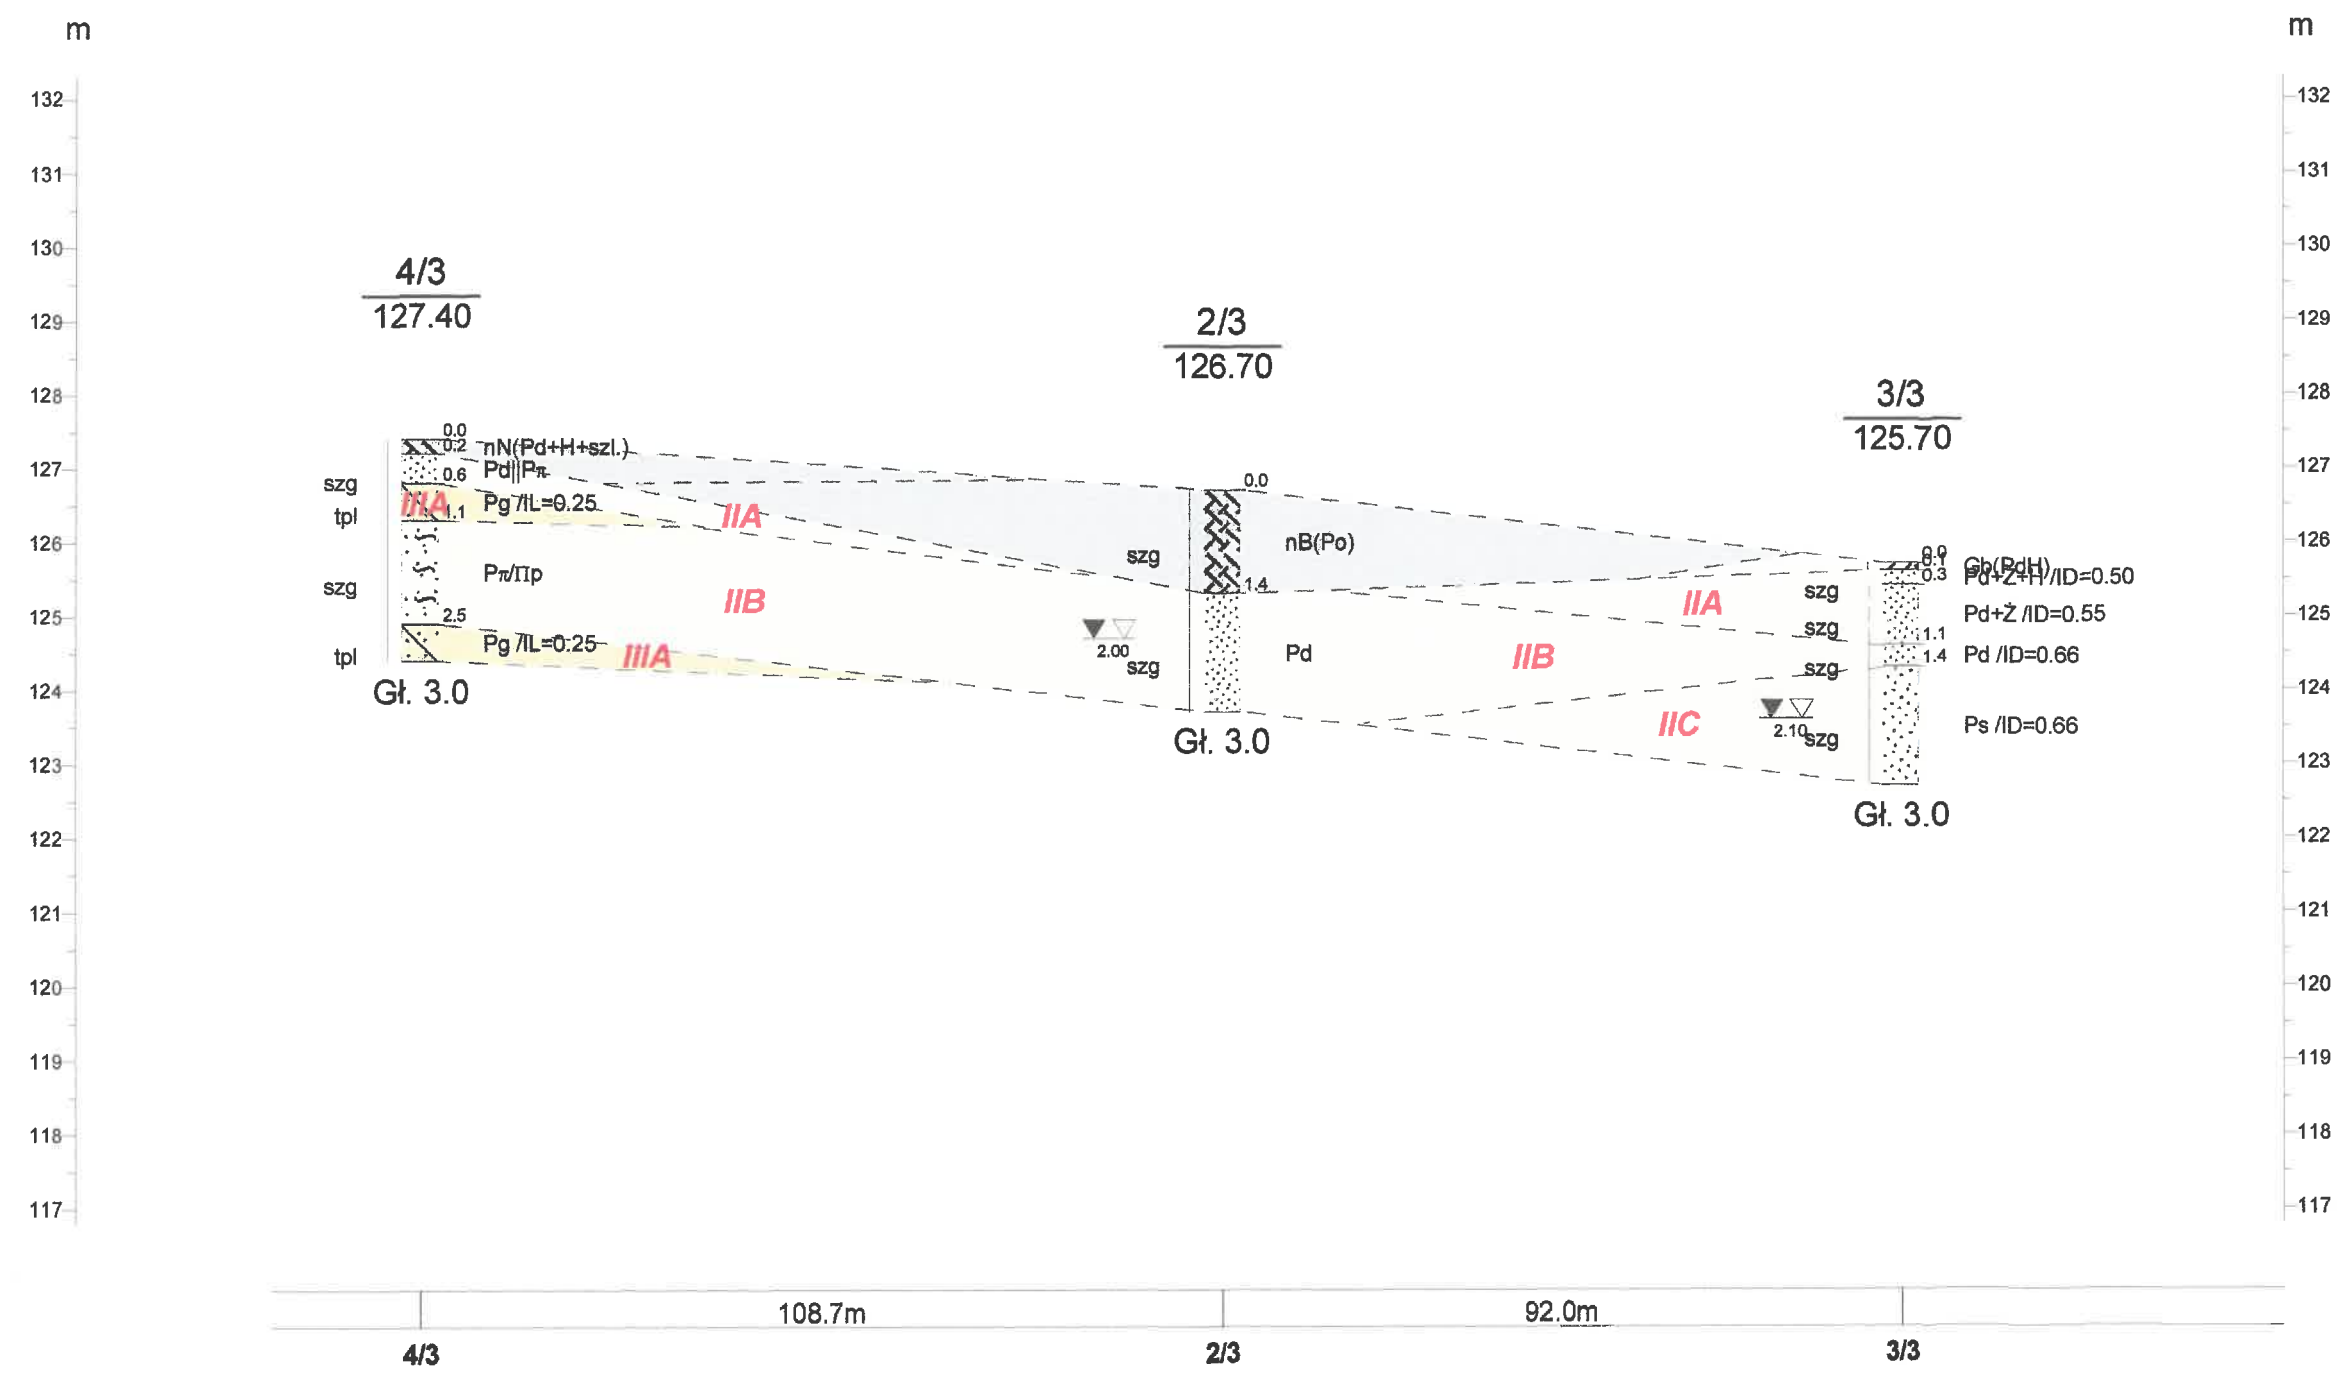 m
m
132
131
130
129
128
127
126
125
124
123
122
121
120
119
118
117
4/3
127.40
0.0
0.2
nN(Pd+H+szl.)
Pd||Pπ
0.6
szg
IIIA
Pg /IL=0.25
1.1
tpl
Pπ/Πp
szg
2.5
Pg /IL=0.25
tpl
IIIA
Gł. 3.0
IIA
IIB
2/3
126.70
0.0
szg
nB(Po)
1.4
2.00
szg
Pd
Gł. 3.0
IIA
IIB
IIC
3/3
125.70
0.0
0.1
Gb(PdH)
0.3
Pd+Ż+H /ID=0.50
szg
Pd+Ż /ID=0.55
szg
1.1
1.4
Pd /ID=0.66
szg
2.10
szg
Ps /ID=0.66
Gł. 3.0
132
131
130
129
128
127
126
125
124
123
122
121
120
119
118
117
108.7m
92.0m
4/3
2/3
3/3